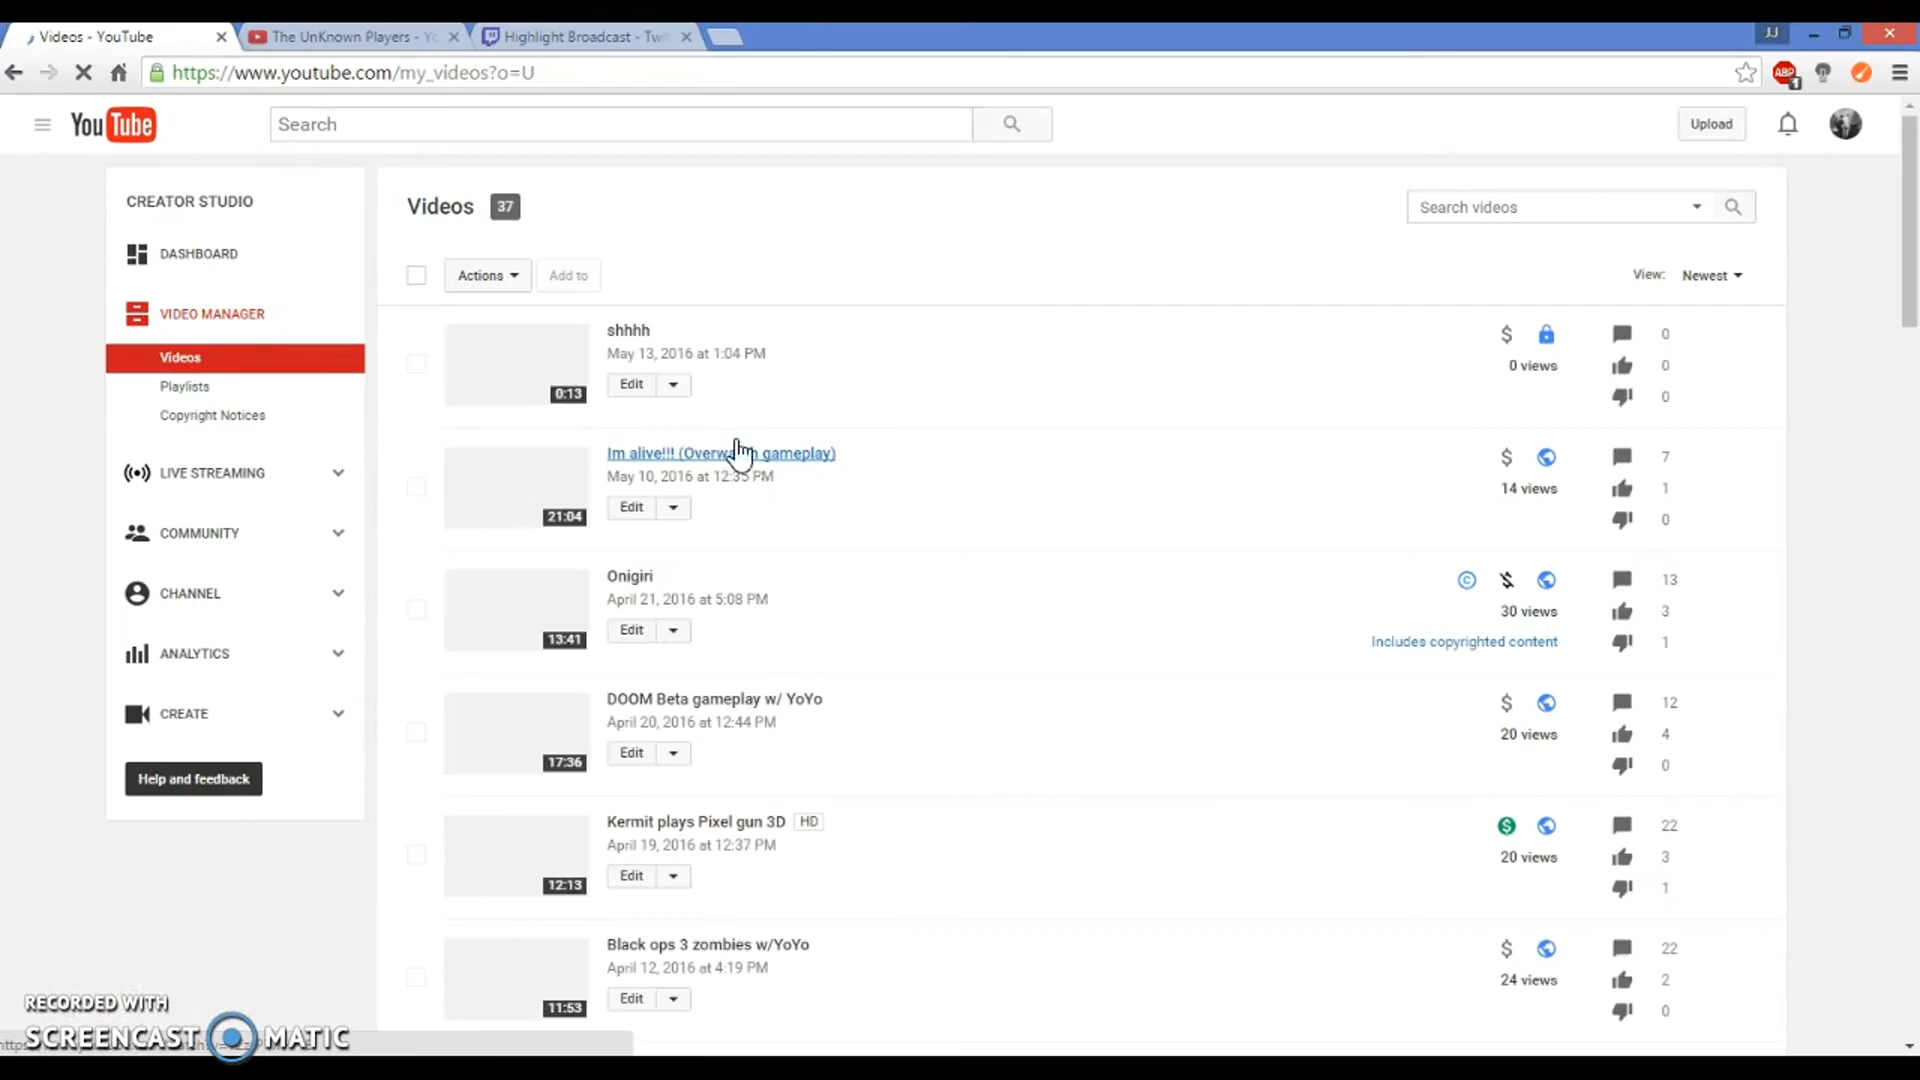 Videos - YouTube
The UnKnown Players - Yo
Highlight Broadcast - Twit
JJ
https://www.youtube.com/my_videos?o=U
ABP
1
YouTube
Search
Upload
CREATOR STUDIO
DASHBOARD
VIDEO MANAGER
Videos
Playlists
Copyright Notices
LIVE STREAMING
COMMUNITY
CHANNEL
ANALYTICS
CREATE
Help and feedback
Videos 37
Search videos
Actions
Add to
View: Newest
shhhh
May 13, 2016 at 1:04 PM
Edit
0:13
$
0 views
0
0
0
Im alive!!! (Overwatch gameplay)
May 10, 2016 at 12:35 PM
Edit
21:04
$
14 views
7
1
0
Onigiri
April 21, 2016 at 5:08 PM
Edit
13:41
©
$
30 views
Includes copyrighted content
13
3
1
DOOM Beta gameplay w/ YoYo
April 20, 2016 at 12:44 PM
Edit
17:36
$
20 views
12
4
0
Kermit plays Pixel gun 3D HD
April 19, 2016 at 12:37 PM
Edit
12:13
$
20 views
22
3
1
Black ops 3 zombies w/YoYo
April 12, 2016 at 4:19 PM
Edit
11:53
$
24 views
22
2
0
RECORDED WITH
SCREENCAST MATIC